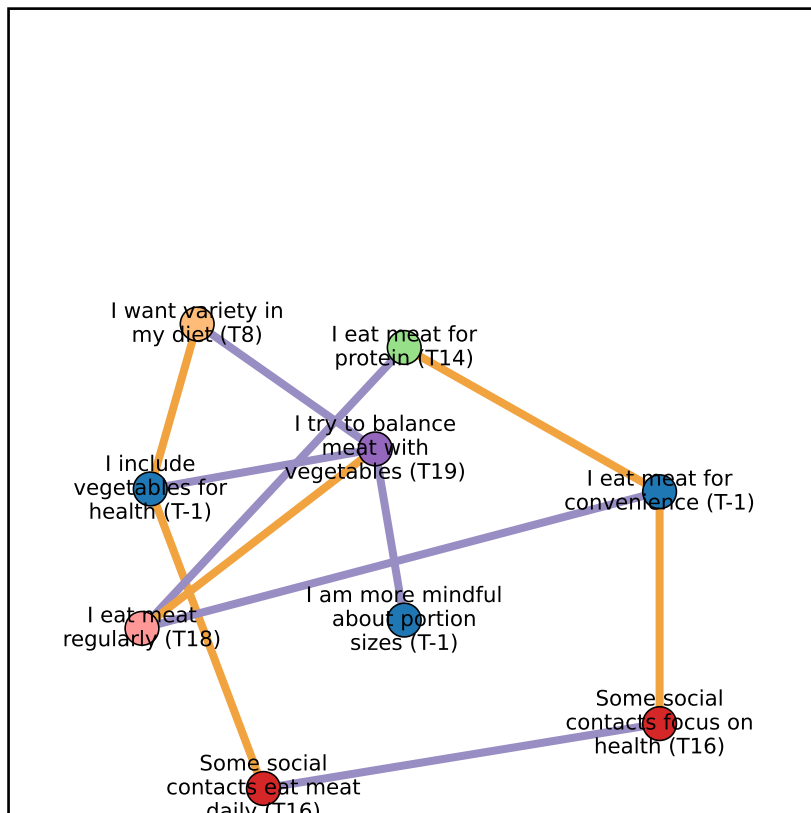 I want variety in
my diet (T8)
I eat meat for
protein (T14)
I try to balance
meat with
vegetables (T19)
I include
vegetables for
health (T-1)
I eat meat for
convenience (T-1)
I am more mindful
about portion
sizes (T-1)
I eat meat
regularly (T18)
Some social
contacts focus on
health (T16)
Some social
contacts eat meat
daily (T16)